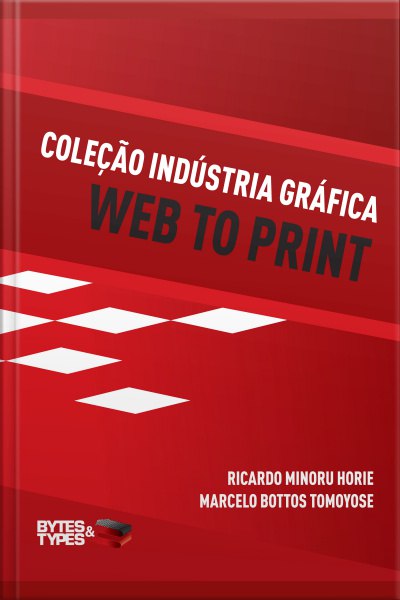 COLEÇÃO INDÚSTRIA GRÁFICA
WEB TO PRINT
RICARDO MINORU HORIE
MARCELO BOTTOS TOMOYOSE
BYTES&
TYPES